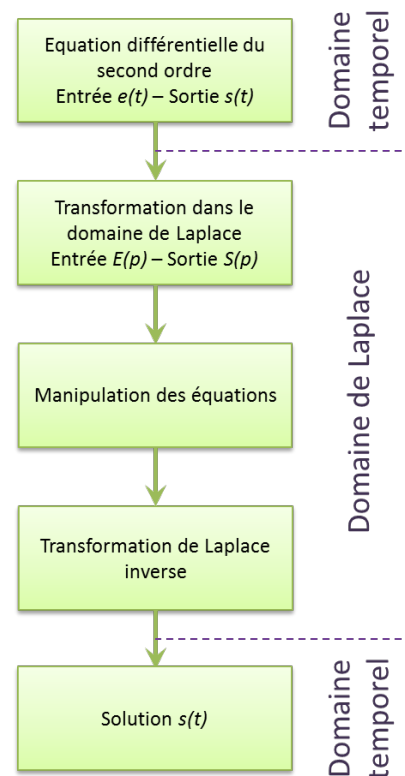 Equation différentielle du
second ordre
Entrée e(t) – Sortie s(t)
Domaine
temporel
Transformation dans le
domaine de Laplace
Entrée E(p) – Sortie S(p)
Manipulation des équations
Domaine de Laplace
Transformation de Laplace
inverse
Solution s(t)
Domaine
temporel